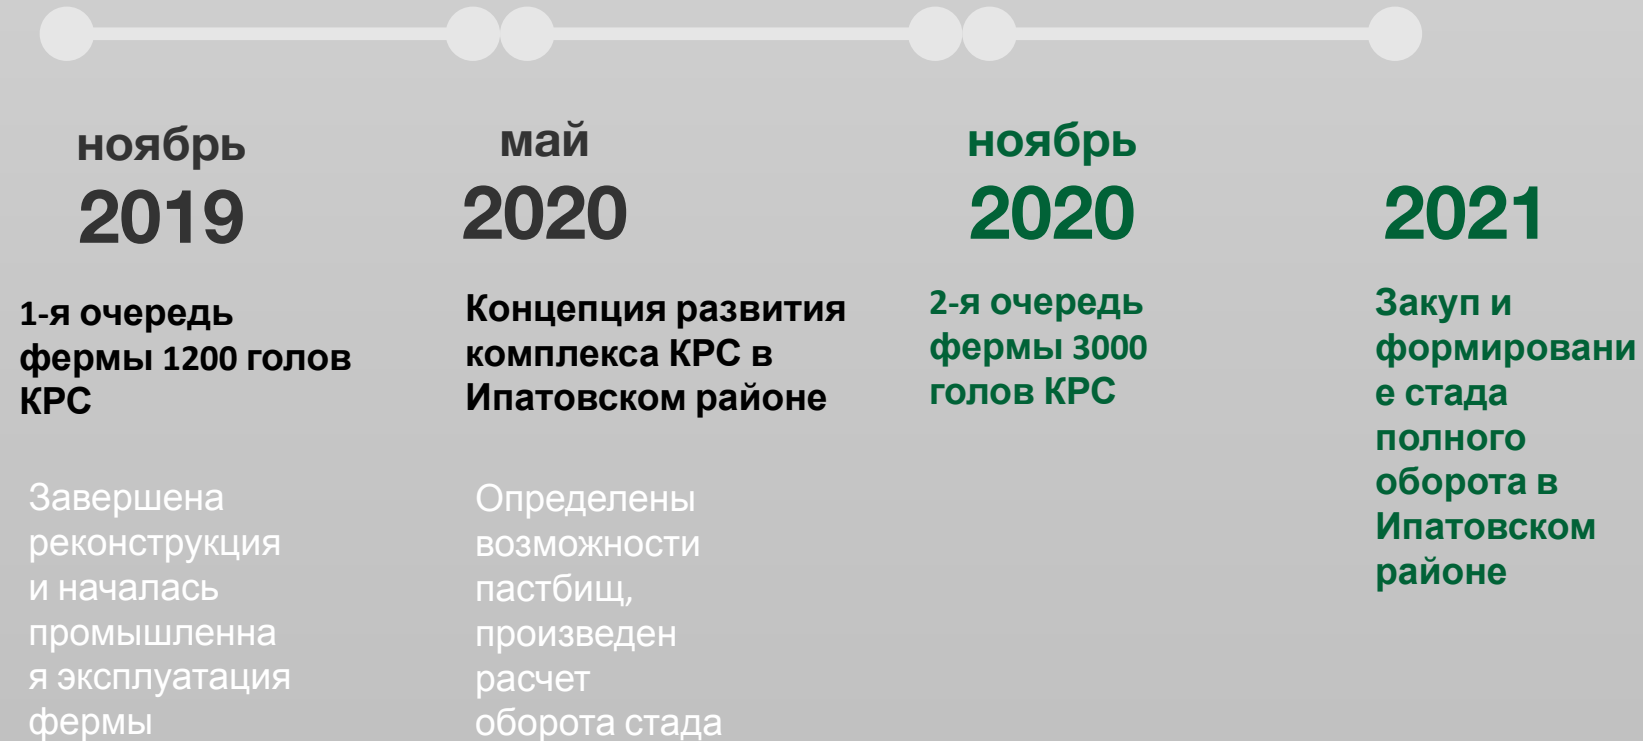 ноябрь
2019
1-я очередь
фермы 1200 голов
КРС
Завершена
реконструкция
и началась
промышленна
я эксплуатация
фермы
май
2020
Концепция развития
комплекса КРС в
Ипатовском районе
Определены
возможности
пастбищ,
произведен
расчет
оборота стада
ноябрь
2020
2-я очередь
фермы 3000
голов КРС
2021
Закуп и
формировани
е стада
полного
оборота в
Ипатовском
районе